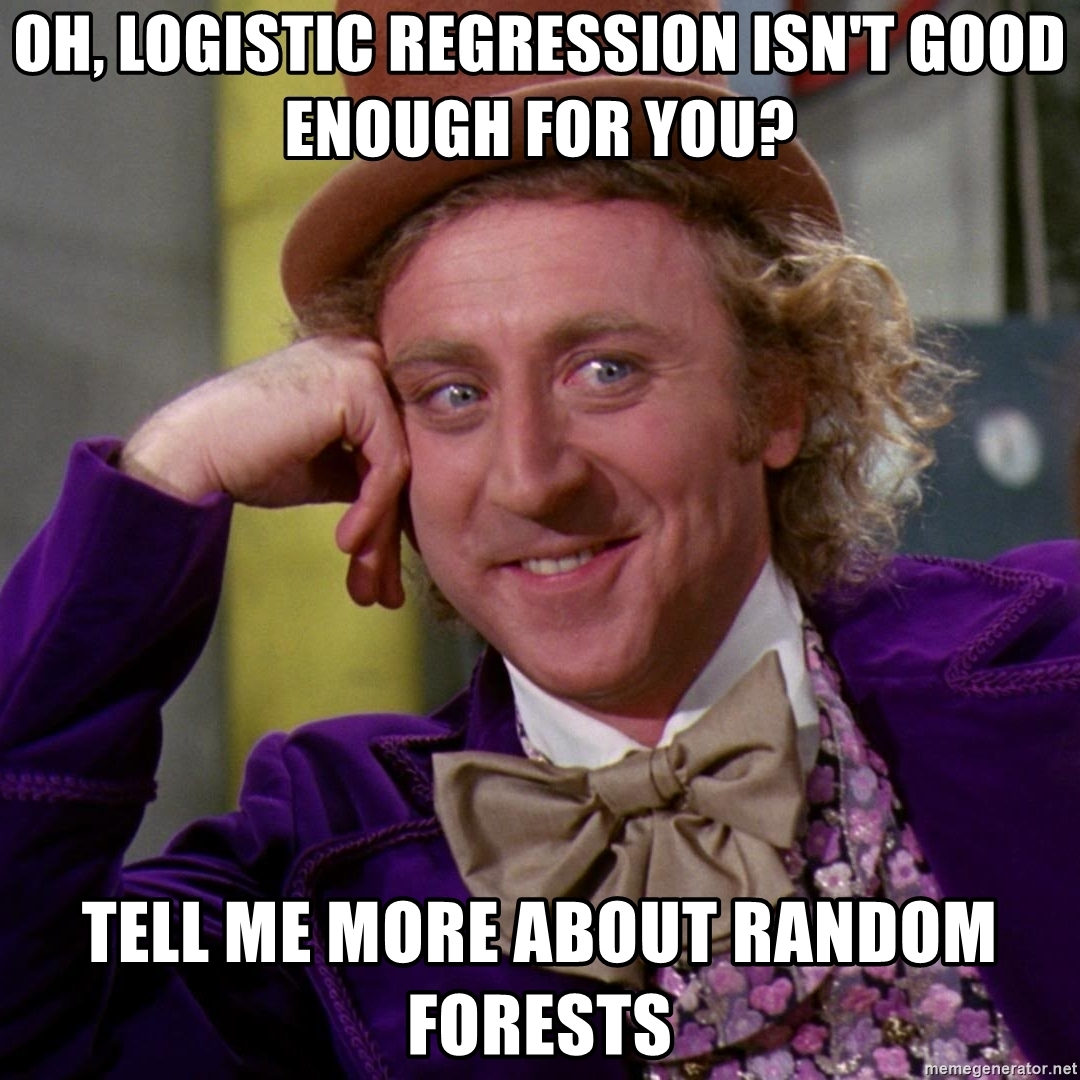 OH, LOGISTIC REGRESSION ISN'T GOOD
ENOUGH FOR YOU?
TELL ME MORE ABOUT RANDOM
FORESTS
memegenerator.net